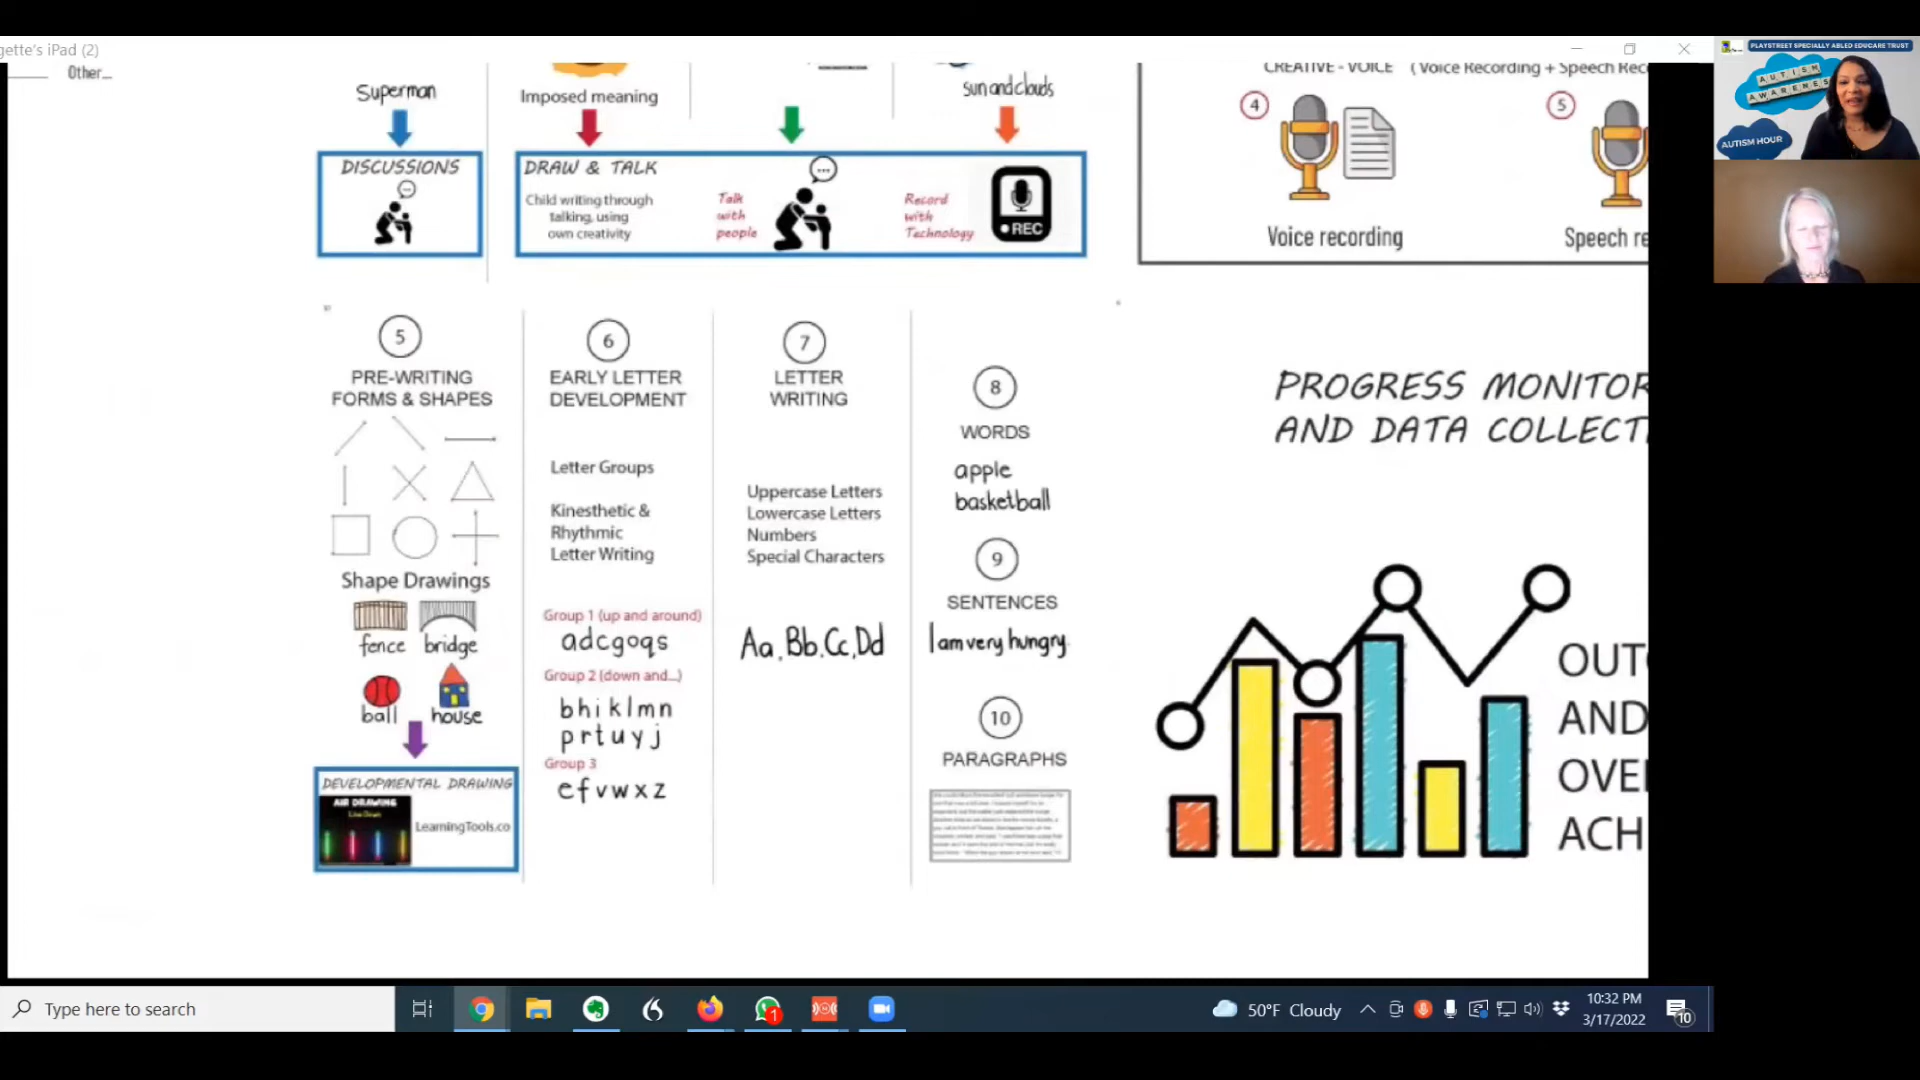 gette's iPad (2)
Other...
Superman
Imposed meaning
sun and clouds
DISCUSSIONS
DRAW & TALK
Child writing through
talking, using
own creativity
Talk
with
people
Record
with
Technology
REC
CREATIVE - VOICE (Voice Recording + Speech Rec
4
5
Voice recording
Speech re
5
PRE-WRITING
FORMS & SHAPES
Shape Drawings
fence bridge
ball house
DEVELOPMENTAL DRAWING
AIR DRAWING
Line Down
LearningTools.co
6
EARLY LETTER
DEVELOPMENT
Letter Groups
Kinesthetic &
Rhythmic
Letter Writing
Group 1 (up and around)
adcgoqs
Group 2 (down and...)
bhiklmn
prtuyj
Group 3
efvwxz
7
LETTER
WRITING
Uppercase Letters
Lowercase Letters
Numbers
Special Characters
Aa, Bb, Cc, Dd
8
WORDS
apple
basketball
9
SENTENCES
I am very hungry.
10
PARAGRAPHS
PROGRESS MONITOR
AND DATA COLLECT
OUT
AND
OVE
ACH
PLAYSTREET SPECIALLY ABLED EDUCARE TRUST
AUTISM
AWARENES
AUTISM HOUR
Type here to search
1
50°F Cloudy
10:32 PM
3/17/2022
10